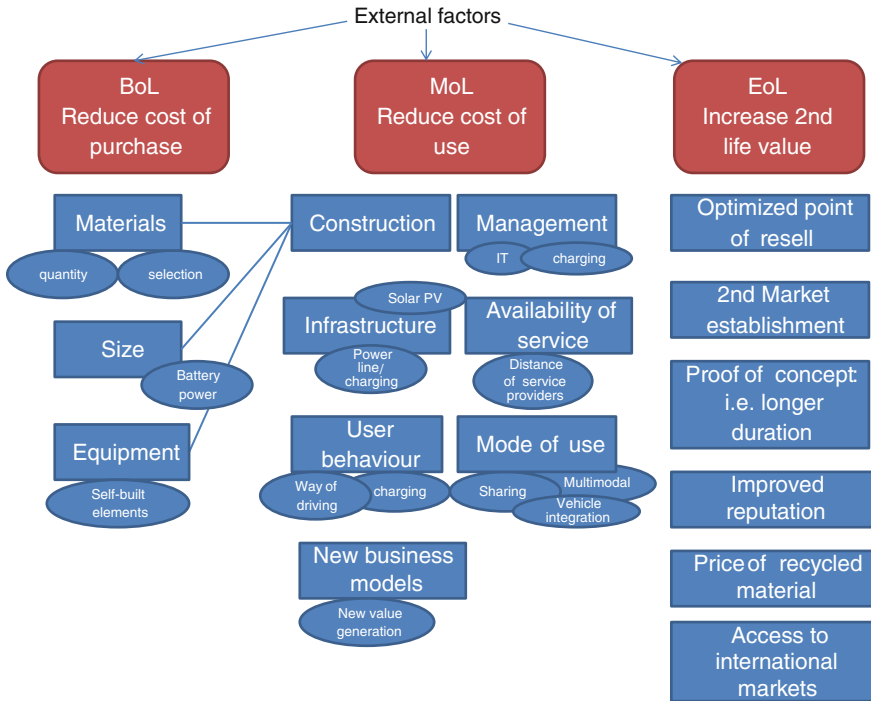 External factors
BoL
Reduce cost of
purchase
MoL
Reduce cost of
use
EoL
Increase 2nd
life value
Materials
quantity
selection
Size
Battery
power
Equipment
Self-built
elements
Construction
Management
IT
charging
Solar PV
Infrastructure
Power
line/
charging
Availability of
service
Distance
of service
providers
User
behaviour
Way of
driving
charging
Mode of use
Sharing
Multimodal
Vehicle
integration
New business
models
New value
generation
Optimized point
of resell
2nd Market
establishment
Proof of concept:
i.e. longer
duration
Improved
reputation
Price of recycled
material
Access to
international
markets